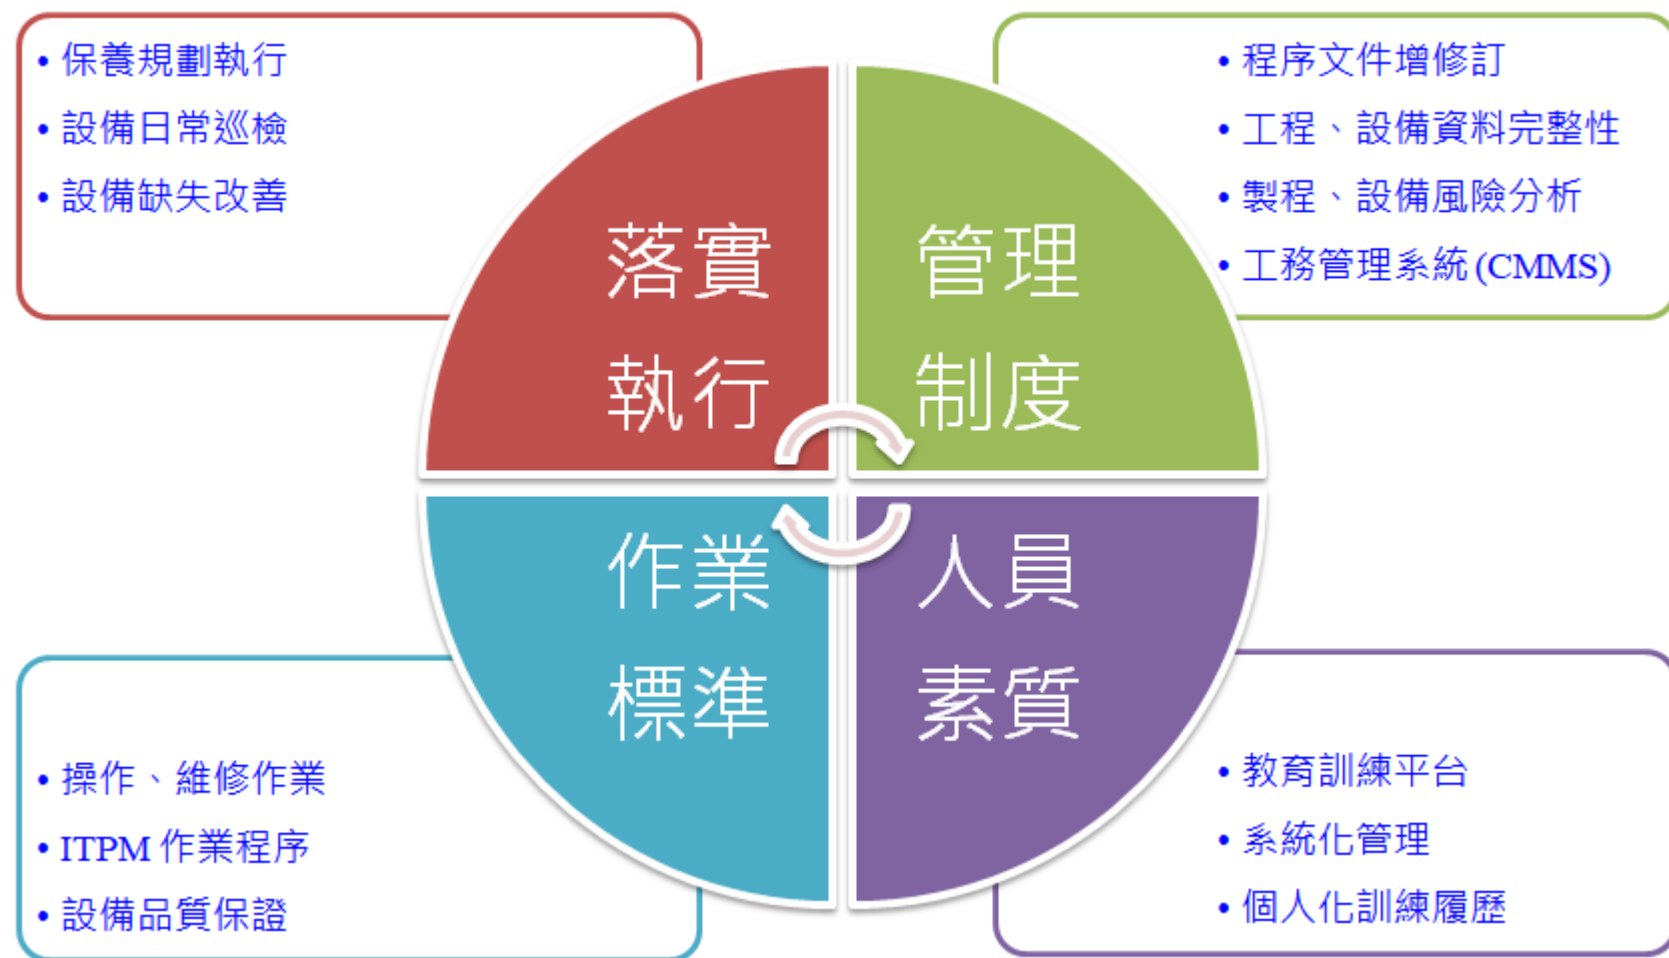 • 保養規劃執行
• 設備日常巡檢
• 設備缺失改善
落實
執行
管理
制度
• 程序文件增修訂
• 工程、設備資料完整性
• 製程、設備風險分析
• 工務管理系統 (CMMS)
作業
標準
• 操作、維修作業
• ITPM 作業程序
• 設備品質保證
人員
素質
• 教育訓練平台
• 系統化管理
• 個人化訓練履歷